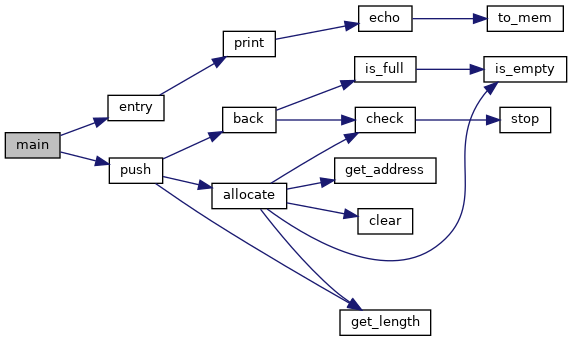 echo
to_mem
print
is_full
is_empty
entry
back
check
stop
main
push
get_address
allocate
clear
get_length